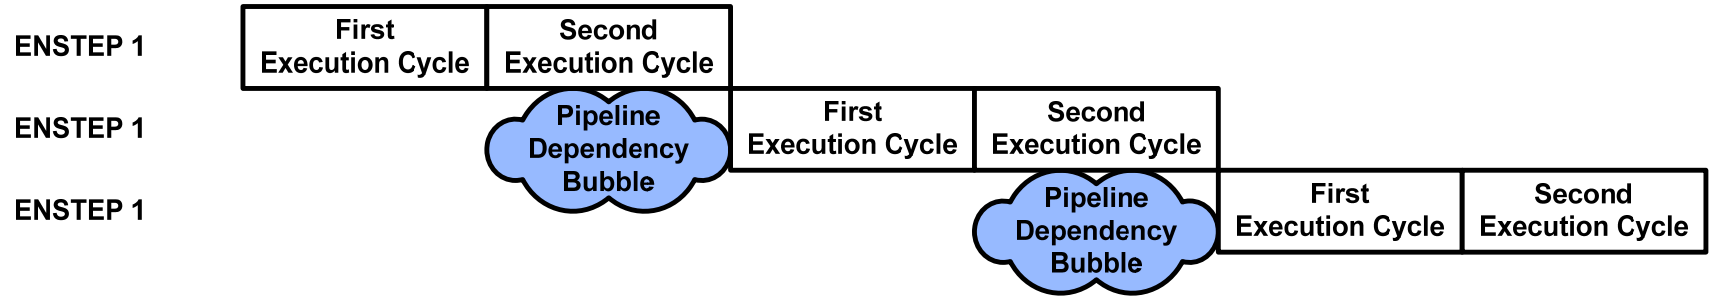 ENSTEP 1
First
Execution Cycle
Second
Execution Cycle
ENSTEP 1
Pipeline
Dependency
Bubble
First
Execution Cycle
Second
Execution Cycle
ENSTEP 1
Pipeline
Dependency
Bubble
First
Execution Cycle
Second
Execution Cycle